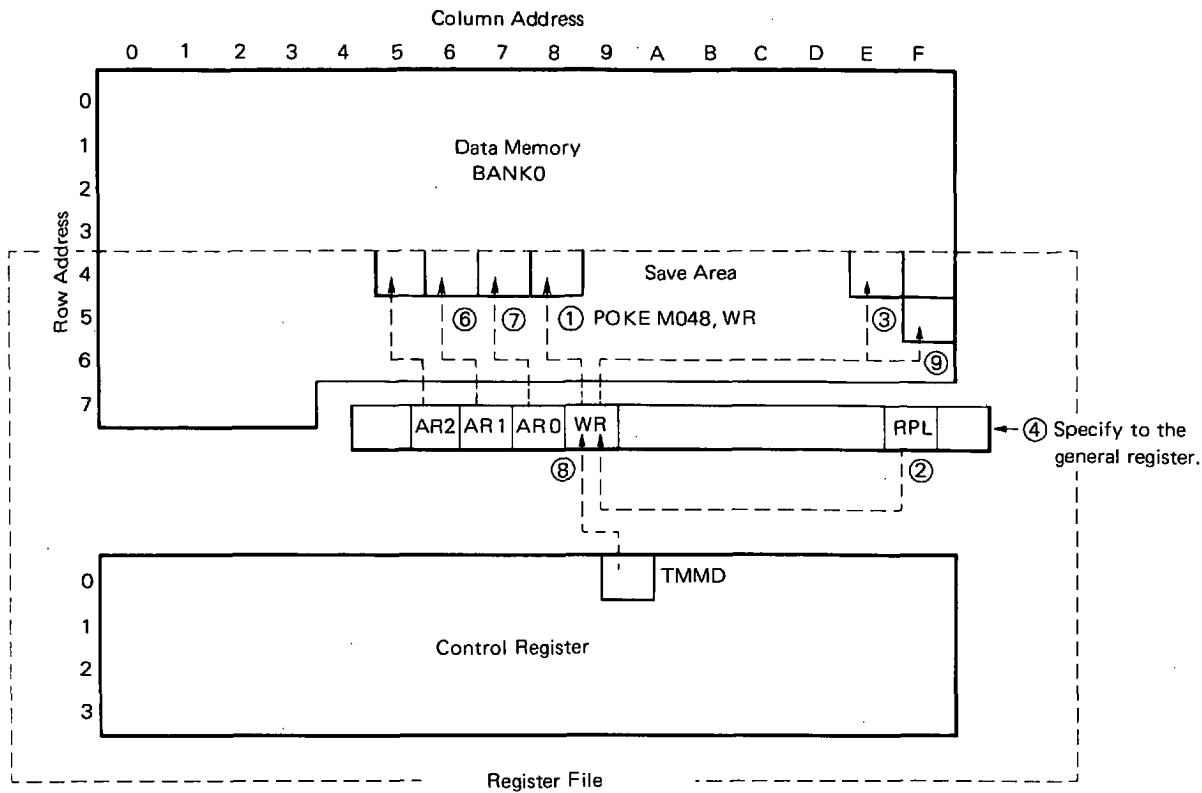 Column Address
0 1 2 3 4 5 6 7 8 9 A B C D E F
0
1
2
3
4
5
6
7
Row Address
Data Memory
BANK0
Save Area
⑥ ⑦ ① POKE M048, WR ③
⑨
AR2 AR1 AR0 WR RPL
④ Specify to the
general register.
⑧ ②
0
1
2
3
TMMD
Control Register
Register File